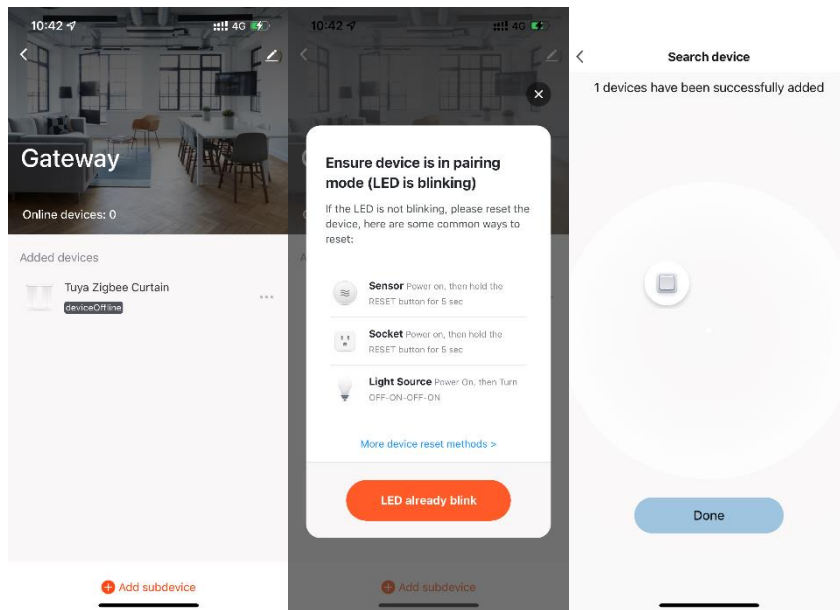 10:42
4G
Gateway
Online devices: 0
Added devices
Tuya Zigbee Curtain
deviceOffline
Add subdevice
10:42
4G
Ensure device is in pairing
mode (LED is blinking)
If the LED is not blinking, please reset the
device, here are some common ways to
reset:
Sensor Power on, then hold the
RESET button for 5 sec
Socket Power on, then hold the
RESET button for 5 sec
Light Source Power On, then Turn
OFF-ON-OFF-ON
More device reset methods >
LED already blink
Add subdevice
Search device
1 devices have been successfully added
Done